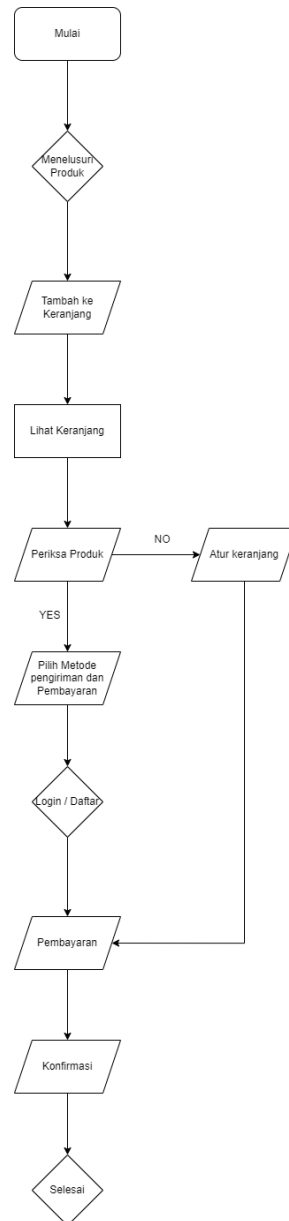 Mulai
Menelusuri
Produk
Tambah ke
Keranjang
Lihat Keranjang
Periksa Produk
NO
Atur keranjang
YES
Pilih Metode
pengiriman dan
Pembayaran
Login / Daftar
Pembayaran
Konfirmasi
Selesai